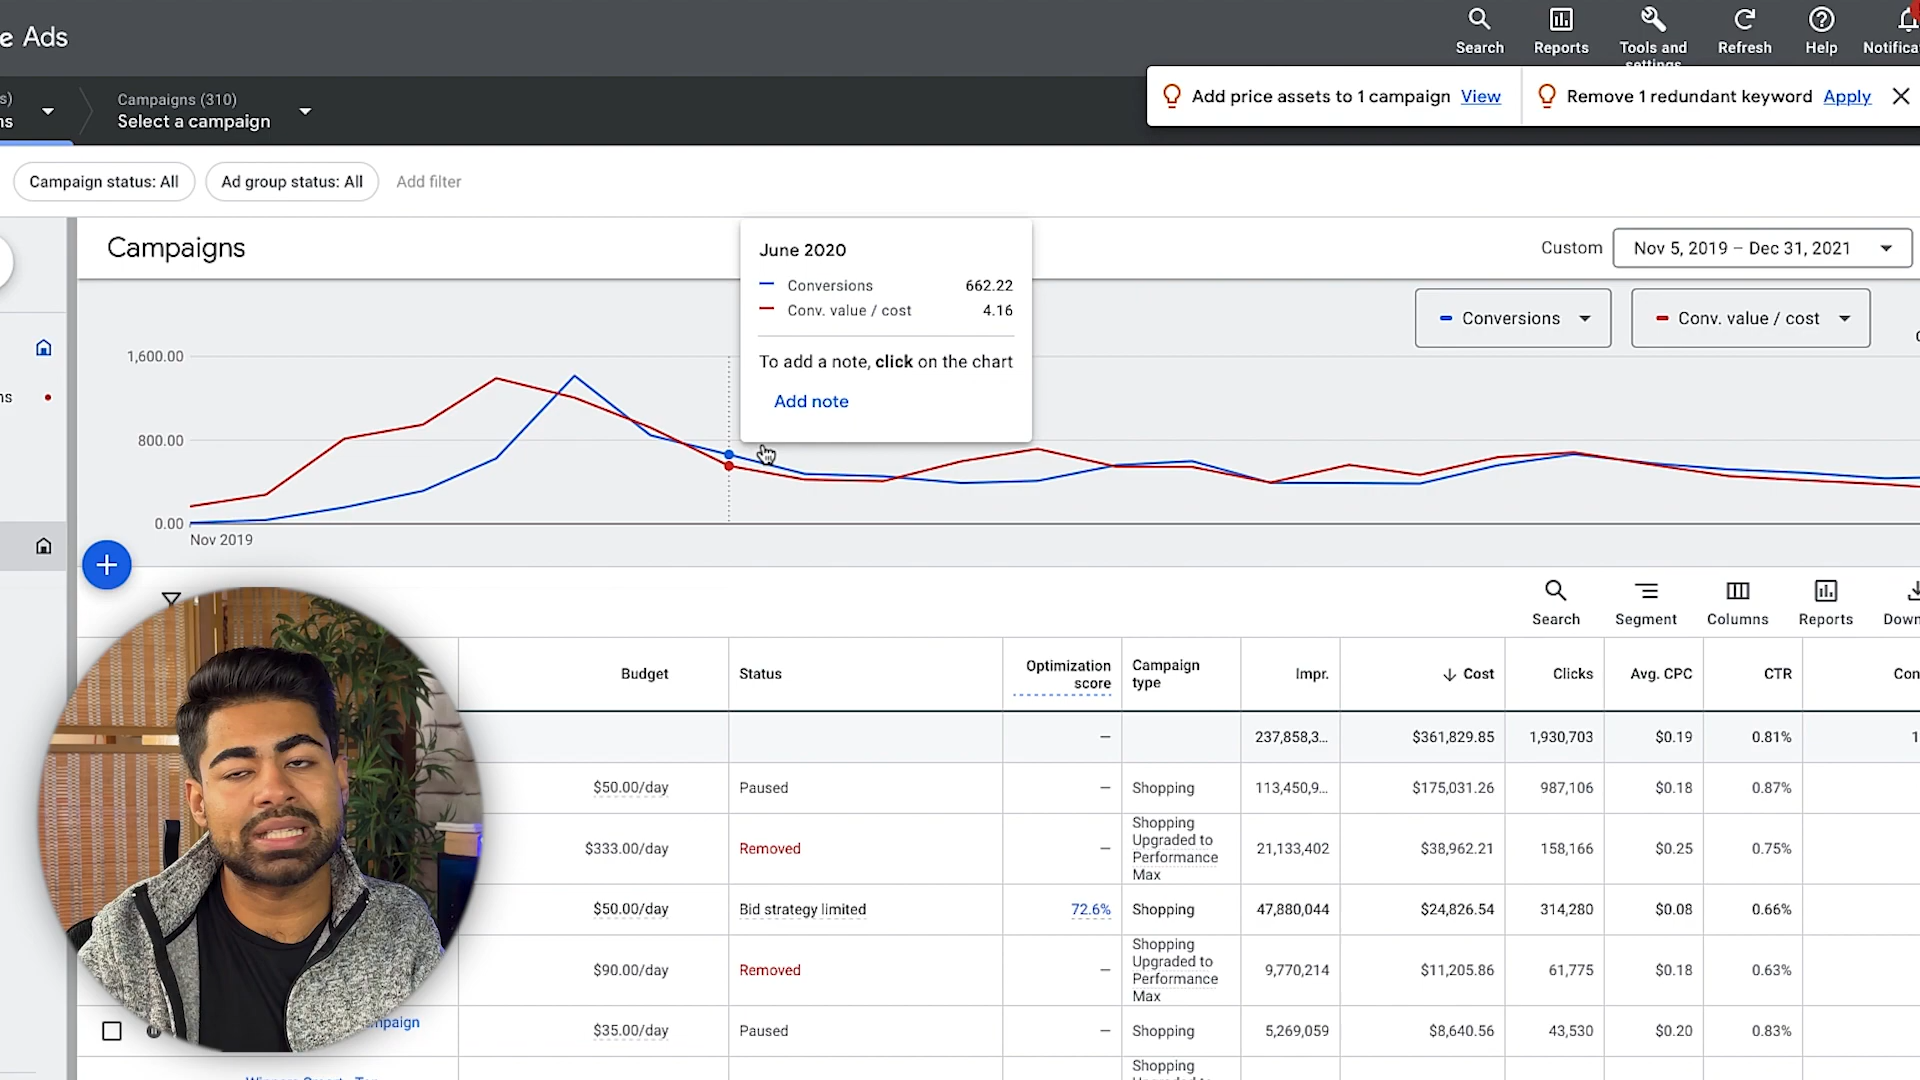 e Ads
Search
Reports
Tools and settings
Refresh
Help
Notifica
s)
ns
Campaigns (310)
Select a campaign
Add price assets to 1 campaign View
Remove 1 redundant keyword Apply
Campaign status: All
Ad group status: All
Add filter
Campaigns
Custom
Nov 5, 2019 – Dec 31, 2021
June 2020
Conversions 662.22
Conv. value / cost 4.16
To add a note, click on the chart
Add note
Conversions
Conv. value / cost
1,600.00
800.00
0.00
Nov 2019
ns
Search
Segment
Columns
Reports
Down
Budget Status Optimization score Campaign type Impr. Cost Clicks Avg. CPC CTR Con
— 237,858,3... $361,829.85 1,930,703 $0.19 0.81% 1
$50.00/day Paused — Shopping 113,450,9... $175,031.26 987,106 $0.18 0.87%
$333.00/day Removed — Shopping Upgraded to Performance Max 21,133,402 $38,962.21 158,166 $0.25 0.75%
$50.00/day Bid strategy limited 72.6% Shopping 47,880,044 $24,826.54 314,280 $0.08 0.66%
$90.00/day Removed — Shopping Upgraded to Performance Max 9,770,214 $11,205.86 61,775 $0.18 0.63%
mpaign $35.00/day Paused — Shopping 5,269,059 $8,640.56 43,530 $0.20 0.83%
Shopping